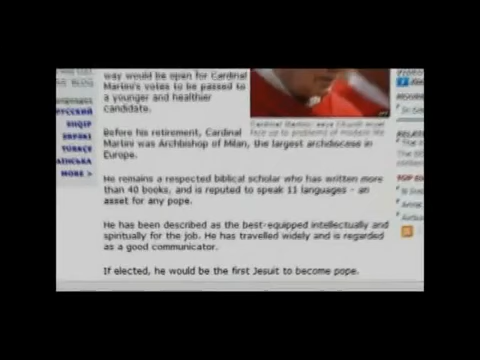 way would be open for Cardinal
Martini's votes to be passed to
a younger and healthier
candidate.
Before his retirement, Cardinal
Martini was Archbishop of Milan, the largest archdiocese in
Europe.
He remains a respected biblical scholar who has written more
than 40 books, and is reputed to speak 11 languages - an
asset for any pope.
He has been described as the best-equipped intellectually and
spiritually for the job. He has travelled widely and is regarded
as a good communicator.
If elected, he would be the first Jesuit to become pope.
Cardinal Martini says Church must
face up to problems of modern life
РУССКИЙ
SHQIP
TÜRKÇE
MORE >
TOP